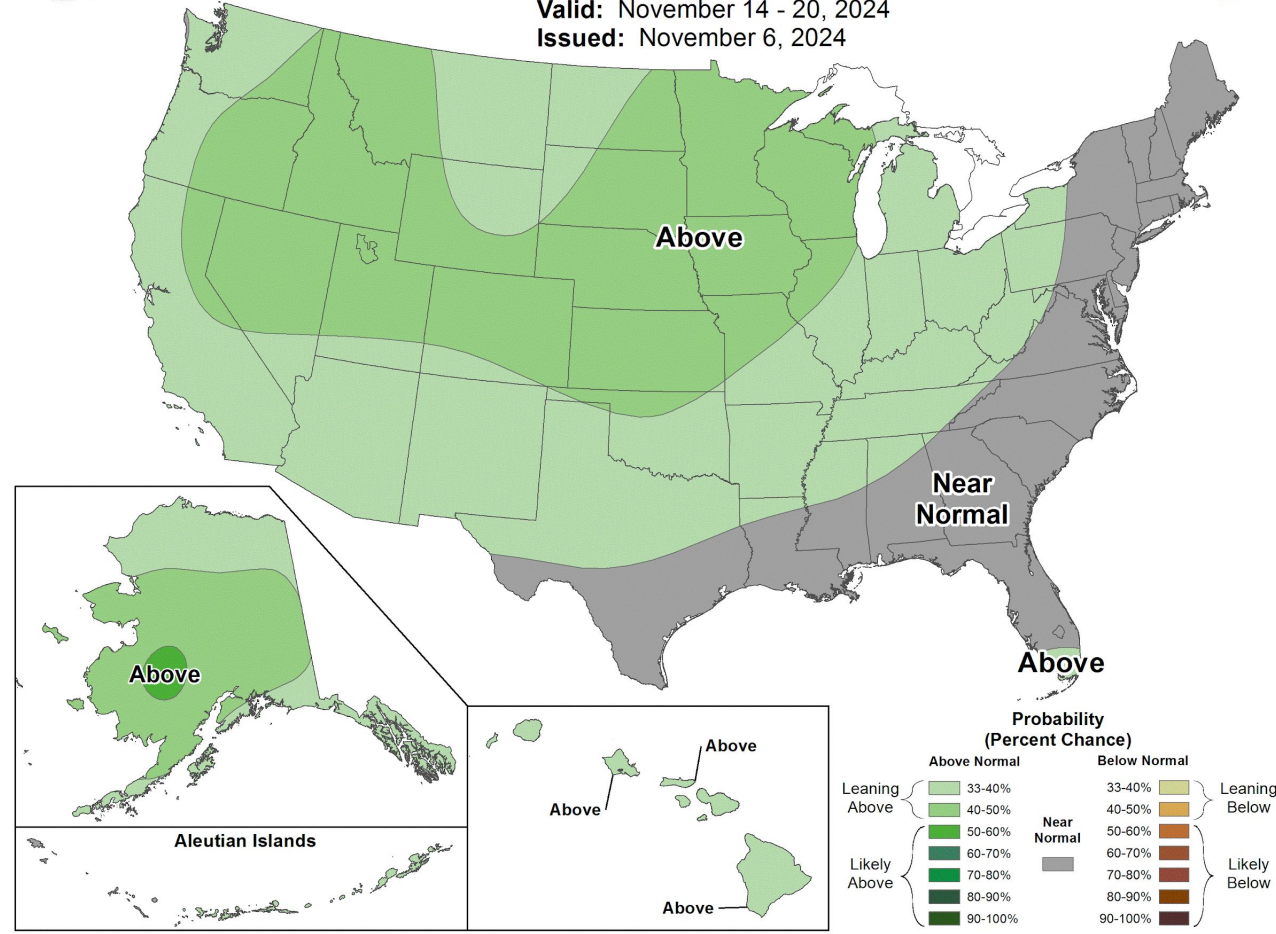 Valid: November 14 - 20, 2024
Issued: November 6, 2024
Above
Near
Normal
Above
Above
Above
Above
Above
Aleutian Islands
Probability
(Percent Chance)
Above Normal
Below Normal
Leaning
Above
33-40%
40-50%
50-60%
60-70%
70-80%
80-90%
90-100%
Likely
Above
Near
Normal
33-40%
40-50%
50-60%
60-70%
70-80%
80-90%
90-100%
Leaning
Below
Likely
Below